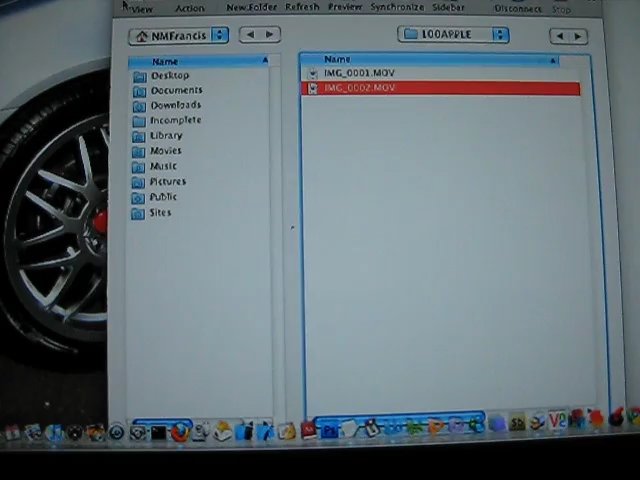 View Action New Folder Refresh Preview Synchronize Sidebar Disconnect Stop
NMFrancis 100APPLE
Name Name
Desktop IMG_0001.MOV
Documents IMG_0002.MOV
Downloads
Incomplete
Library
Movies
Music
Pictures
Public
Sites